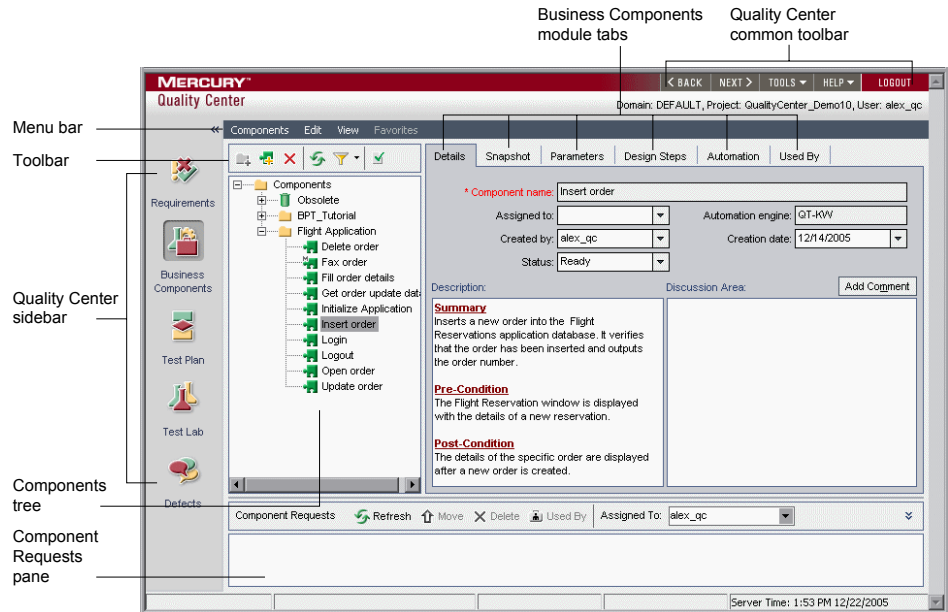 Business Components
module tabs
Quality Center
common toolbar
MERCURY™
< BACK NEXT > TOOLS HELP LOGOUT
Quality Center
Domain: DEFAULT, Project: QualityCenter_Demo10, User: alex_qc
Menu bar
« Components Edit View Favorites
Toolbar
Details Snapshot Parameters Design Steps Automation Used By
Requirements
Business
Components
Test Plan
Test Lab
Defects
Quality Center
sidebar
Components
Obsolete
BPT_Tutorial
Flight Application
Delete order
Fax order
Fill order details
Get order update dat
Initialize Application
Insert order
Login
Logout
Open order
Update order
* Component name: Insert order
Assigned to:
Automation engine: QT-KW
Created by: alex_qc
Creation date: 12/14/2005
Status: Ready
Description:
Discussion Area:
Add Comment
Summary
Inserts a new order into the Flight
Reservations application database. It verifies
that the order has been inserted and outputs
the order number.
Pre-Condition
The Flight Reservation window is displayed
with the details of a new reservation.
Post-Condition
The details of the specific order are displayed
after a new order is created.
Components
tree
Component Requests Refresh Move Delete Used By Assigned To: alex_qc
Component
Requests
pane
Server Time: 1:53 PM 12/22/2005